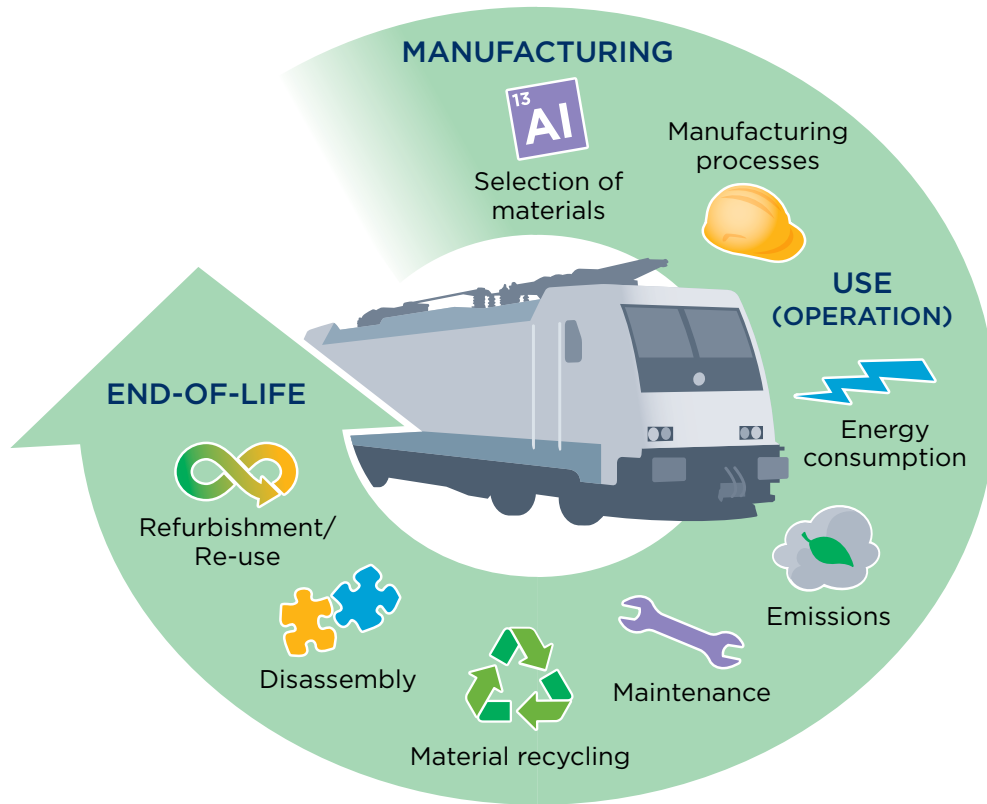 MANUFACTURING
13
Al
Selection of
materials
Manufacturing
processes
USE
(OPERATION)
Energy
consumption
Emissions
Maintenance
Material recycling
Disassembly
Refurbishment/
Re-use
END-OF-LIFE